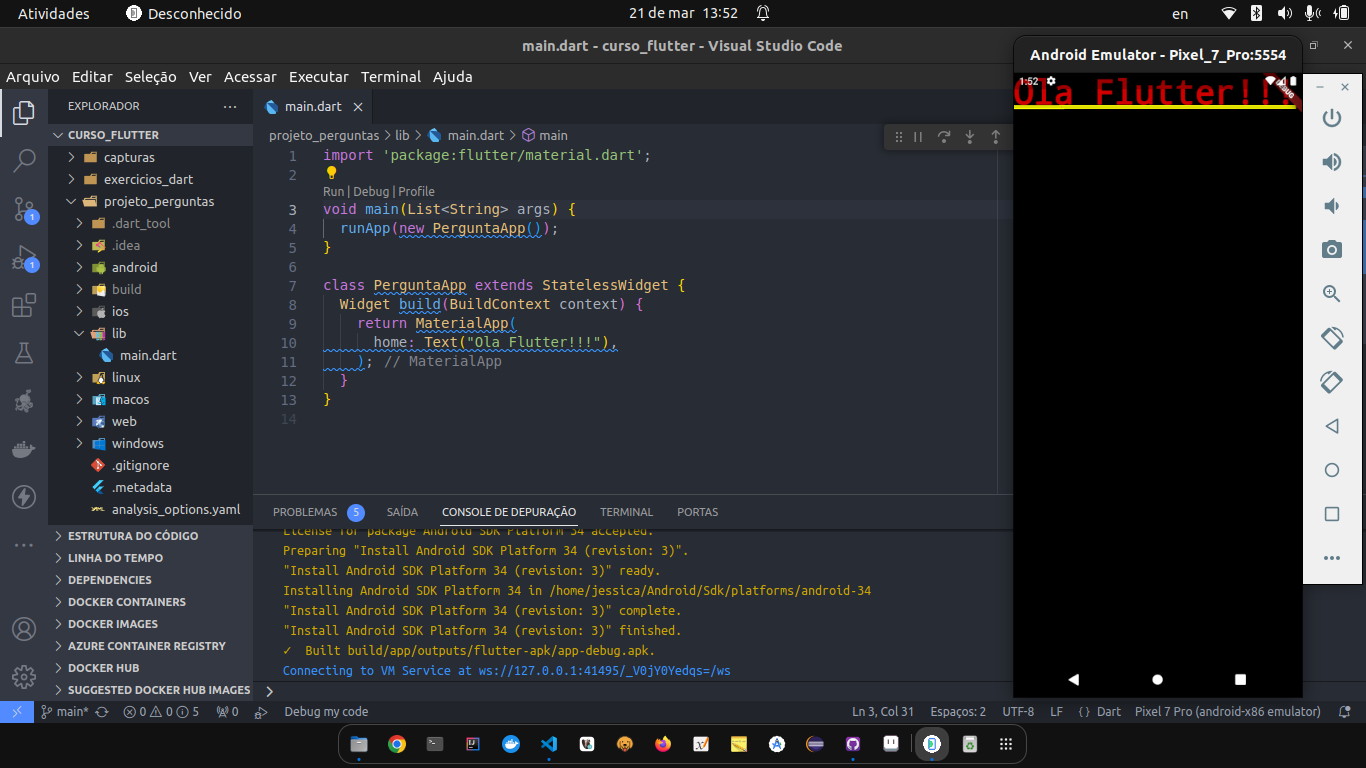 Atividades
Desconhecido
21 de mar 13:52
en
main.dart - curso_flutter - Visual Studio Code
Arquivo Editar Seleção Ver Acessar Executar Terminal Ajuda
EXPLORADOR
CURSO_FLUTTER
capturas
exercicios_dart
projeto_perguntas
.dart_tool
.idea
android
build
ios
lib
main.dart
linux
macos
web
windows
.gitignore
.metadata
analysis_options.yaml
ESTRUTURA DO CÓDIGO
LINHA DO TEMPO
DEPENDENCIES
DOCKER CONTAINERS
DOCKER IMAGES
AZURE CONTAINER REGISTRY
DOCKER HUB
SUGGESTED DOCKER HUB IMAGES
1
1
main.dart
projeto_perguntas > lib > main.dart > main
1 import 'package:flutter/material.dart';
2
Run | Debug | Profile
3 void main(List<String> args) {
4 runApp(new PerguntaApp());
5 }
6
7 class PerguntaApp extends StatelessWidget {
8 Widget build(BuildContext context) {
9 return MaterialApp(
10 home: Text("Ola Flutter!!!"),
11 ); // MaterialApp
12 }
13 }
14
PROBLEMAS 5 SAÍDA CONSOLE DE DEPURAÇÃO TERMINAL PORTAS
License for package Android SDK Platform 34 accepted.
Preparing "Install Android SDK Platform 34 (revision: 3)".
"Install Android SDK Platform 34 (revision: 3)" ready.
Installing Android SDK Platform 34 in /home/jessica/Android/Sdk/platforms/android-34
"Install Android SDK Platform 34 (revision: 3)" complete.
"Install Android SDK Platform 34 (revision: 3)" finished.
✓ Built build/app/outputs/flutter-apk/app-debug.apk.
Connecting to VM Service at ws://127.0.0.1:41495/_V0jY0Yedqs=/ws
main* 0 0 5 0 Debug my code
Ln 3, Col 31 Espaços: 2 UTF-8 LF {} Dart Pixel 7 Pro (android-x86 emulator)
Android Emulator - Pixel_7_Pro:5554
1:52
DEBUG
Ola Flutter!!!